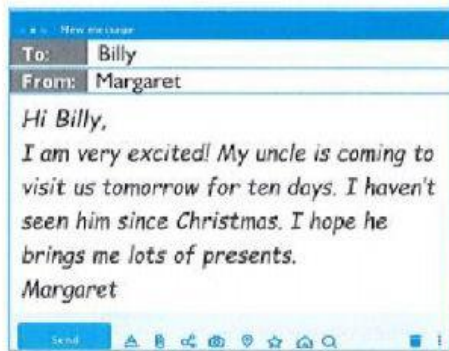 New message
To: Billy
From: Margaret
Hi Billy,
I am very excited! My uncle is coming to
visit us tomorrow for ten days. I haven't
seen him since Christmas. I hope he
brings me lots of presents.
Margaret
Send